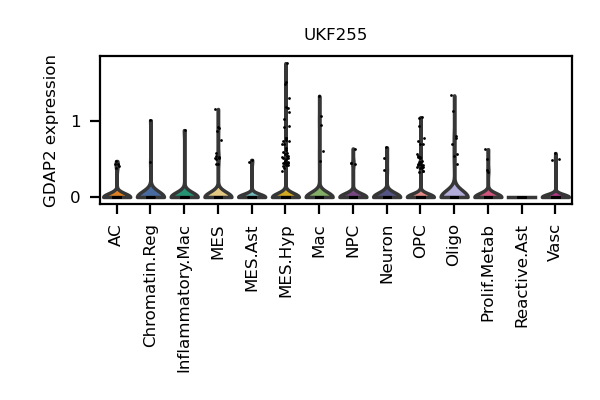 UKF255
GDAP2 expression
1
0
AC
Chromatin.Reg
Inflammatory.Mac
MES
MES.Ast
MES.Hyp
Mac
NPC
Neuron
OPC
Oligo
Prolif.Metab
Reactive.Ast
Vasc